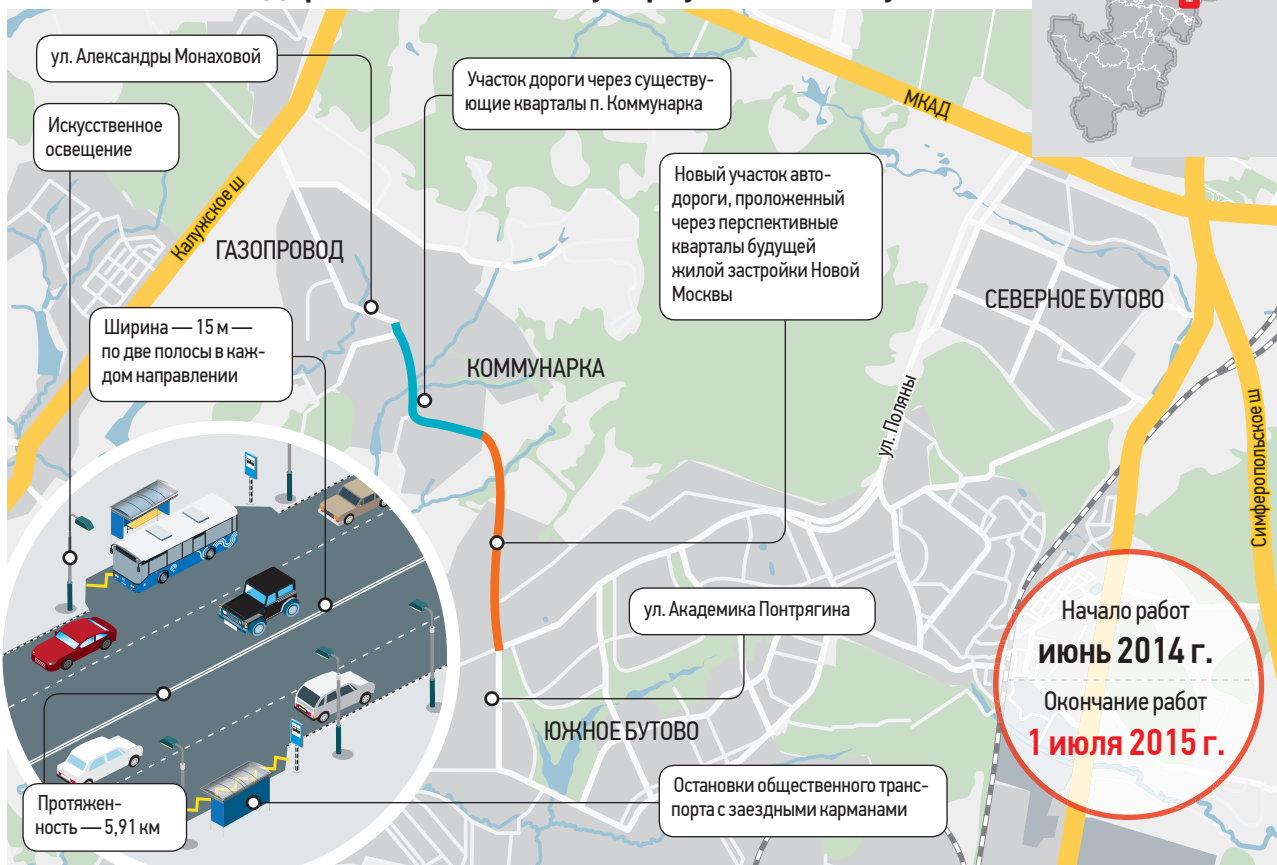 ул. Александры Монаховой
Участок дороги через существу-
ющие кварталы п. Коммунарка
МКАД
Искусственное
освещение
Новый участок авто-
дороги, проложенный
через перспективные
кварталы будущей
жилой застройки Новой
Москвы
Калужское ш
ГАЗОПРОВОД
СЕВЕРНОЕ БУТОВО
Ширина — 15 м —
по две полосы в каж-
дом направлении
КОММУНАРКА
ул. Поляны
Симферопольское ш
ул. Академика Понтрягина
Начало работ
июнь 2014 г.
Окончание работ
1 июля 2015 г.
ЮЖНОЕ БУТОВО
Остановки общественного транс-
порта с заездными карманами
Протяжен-
ность — 5,91 км